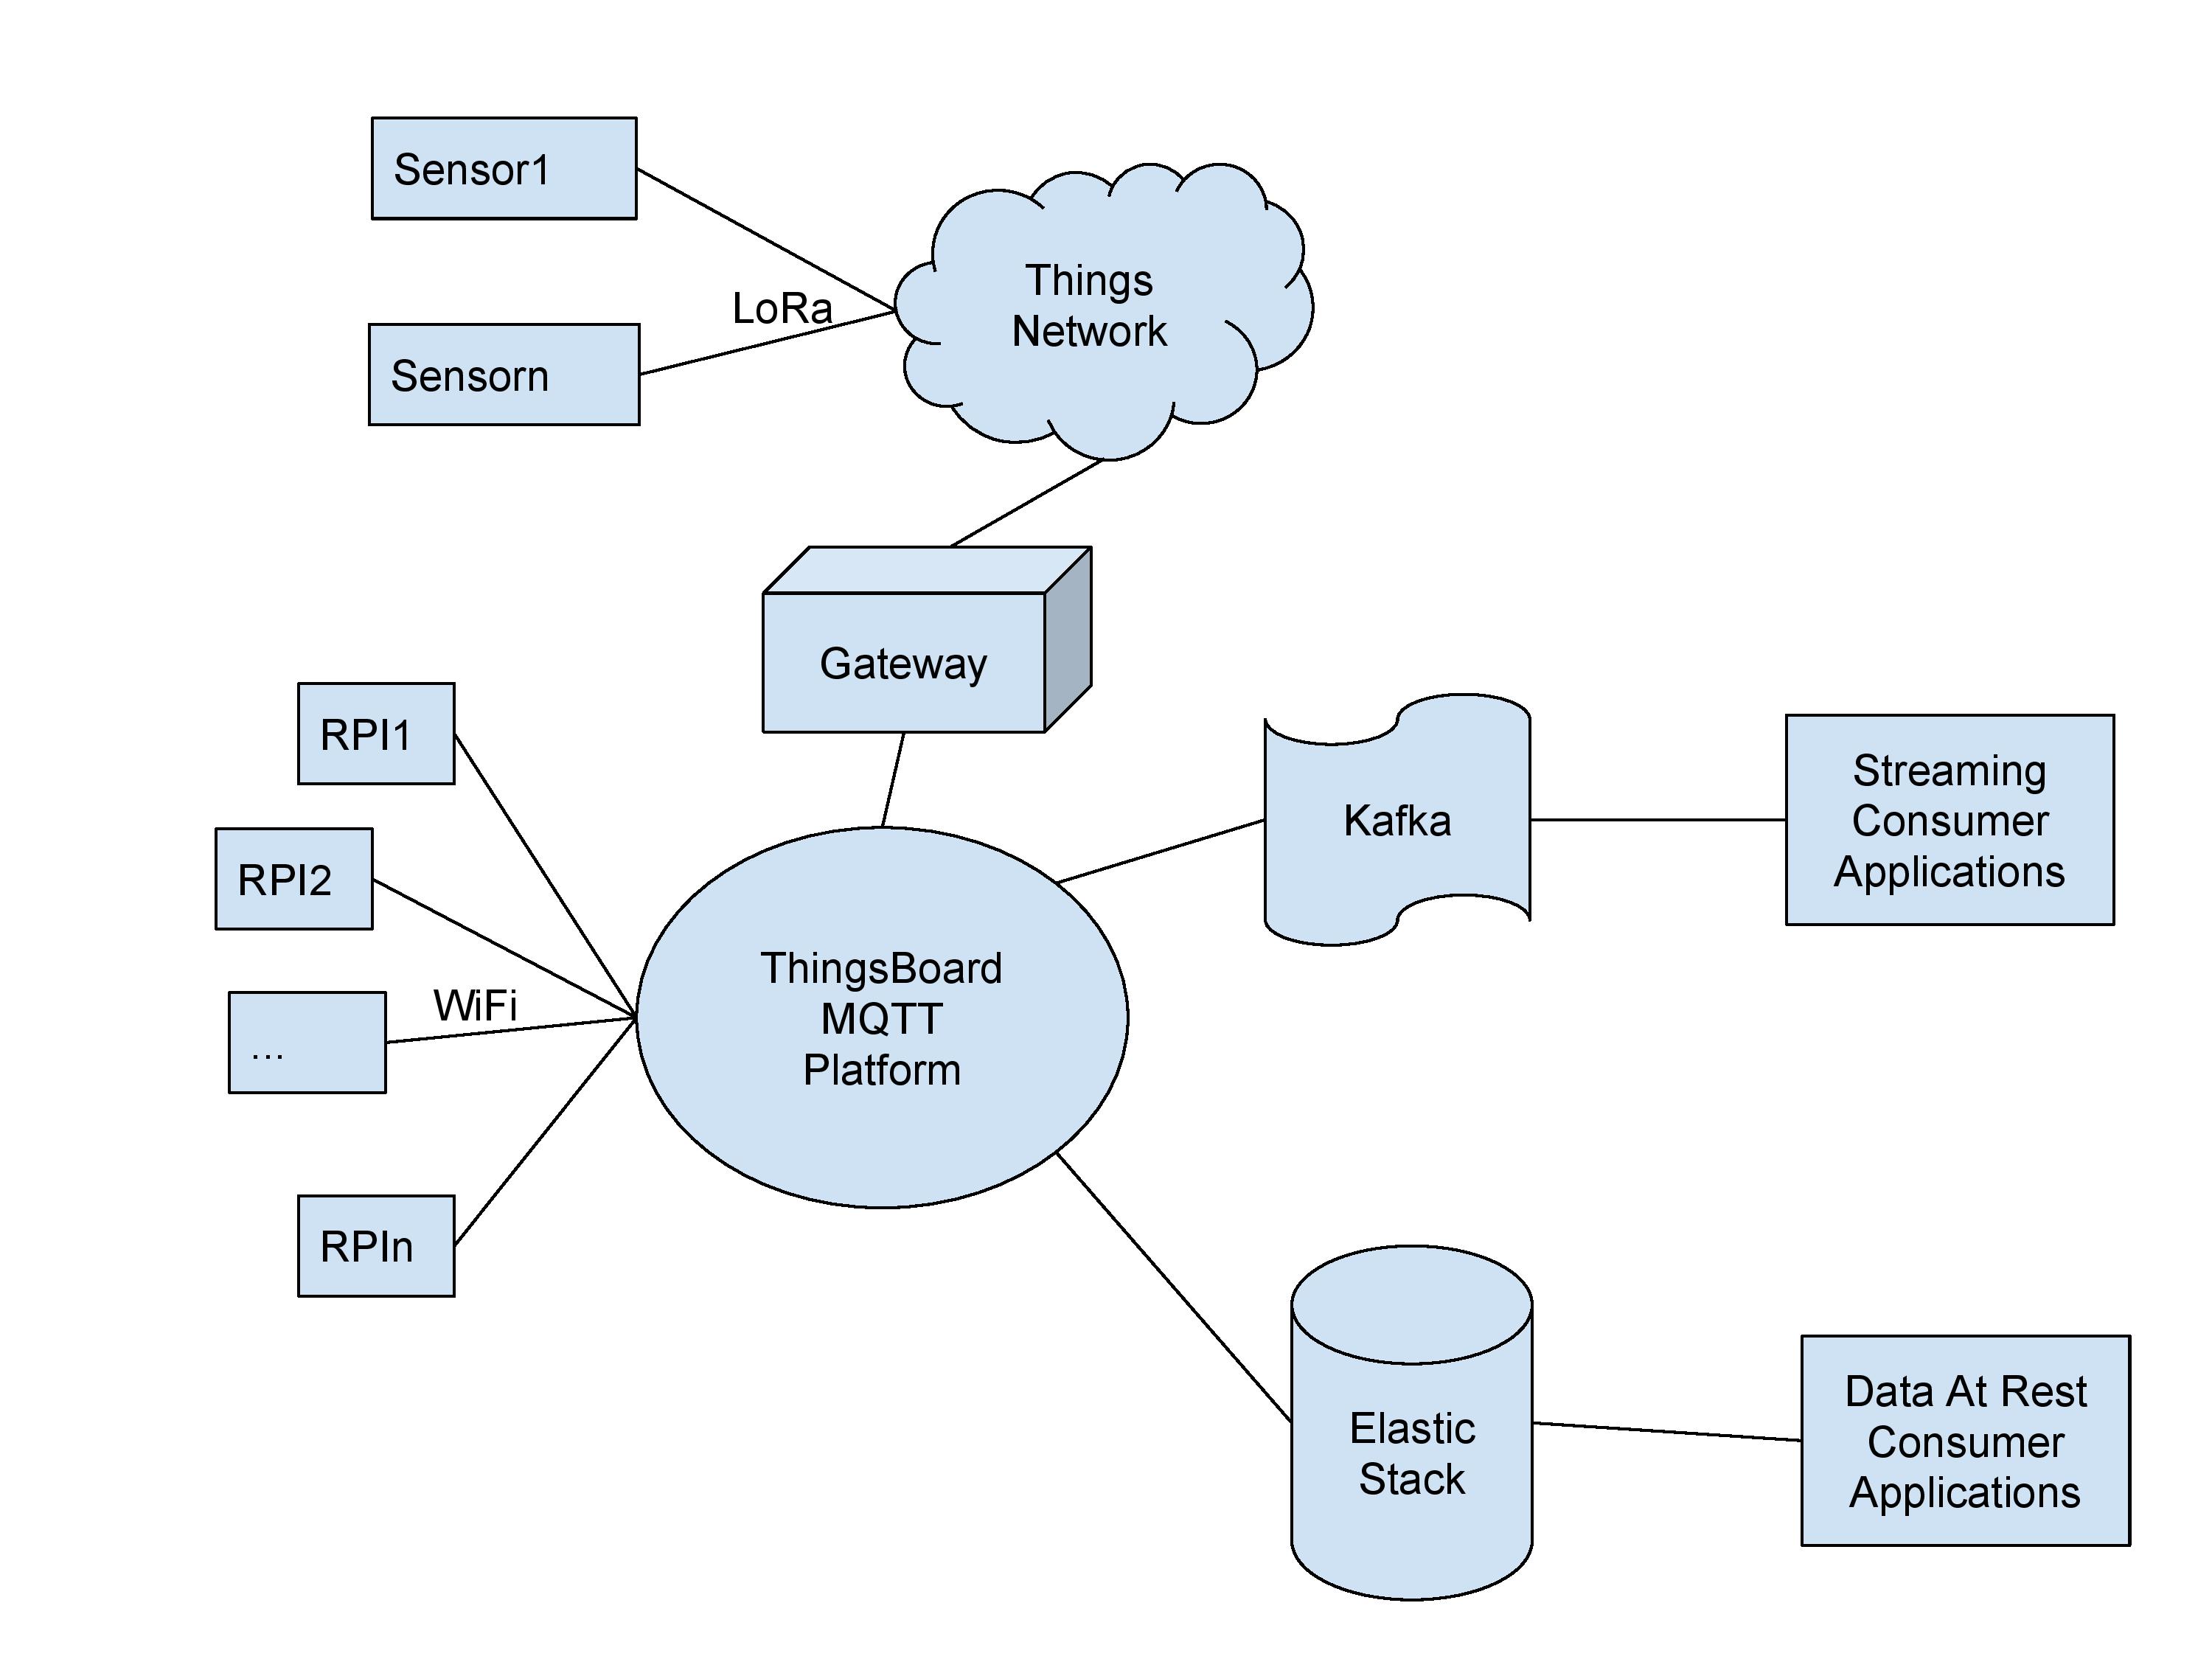 Sensor1
Things
Network
LoRa
Sensorn
Gateway
RPI1
Streaming
Consumer
Applications
Kafka
RPI2
ThingsBoard
MQTT
Platform
WiFi
...
RPIn
Elastic
Stack
Data At Rest
Consumer
Applications